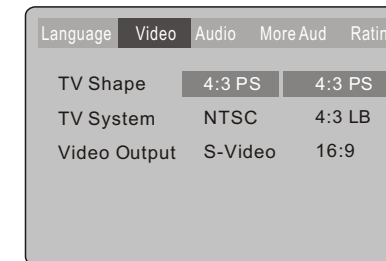 Language Video Audio More Aud Ratin
TV Shape 4:3 PS 4:3 PS
TV System NTSC 4:3 LB
Video Output S-Video 16:9